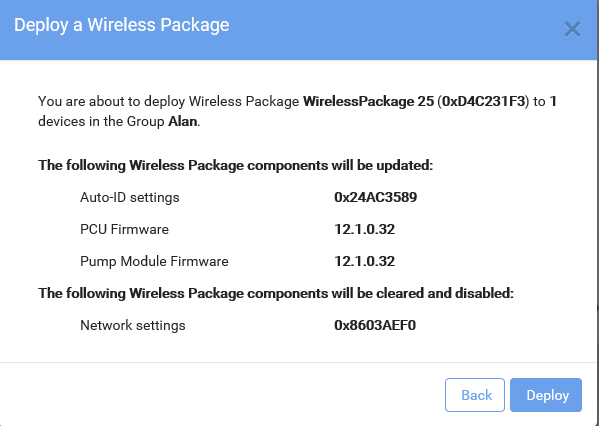 Deploy a Wireless Package
You are about to deploy Wireless Package WirelessPackage 25 (0xD4C231F3) to 1
devices in the Group Alan.
The following Wireless Package components will be updated:
Auto-ID settings 0x24AC3589
PCU Firmware 12.1.0.32
Pump Module Firmware 12.1.0.32
The following Wireless Package components will be cleared and disabled:
Network settings 0x8603AEF0
Back Deploy